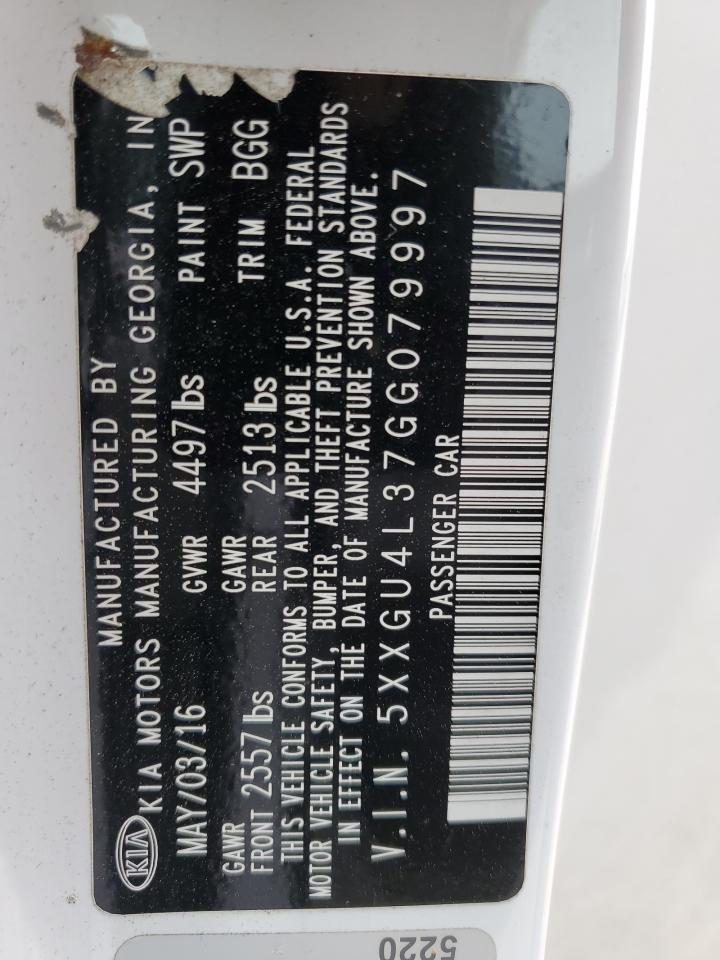 MANUFACTURED BY
KIA KIA MOTORS MANUFACTURING GEORGIA, IN
MAY/03/16 GVWR 4497lbs PAINT SWP
GAWR GAWR
FRONT 2557lbs REAR 2513lbs TRIM BGG
THIS VEHICLE CONFORMS TO ALL APPLICABLE U.S.A. FEDERAL
MOTOR VEHICLE SAFETY, BUMPER, AND THEFT PREVENTION STANDARDS
IN EFFECT ON THE DATE OF MANUFACTURE SHOWN ABOVE.
V.I.N. 5XXGU4L37GG079997
PASSENGER CAR
5220